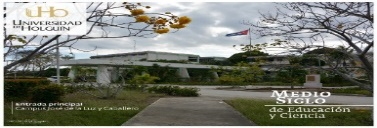 uHo
UNIVERSIDAD
DE HOLGUÍN
Entrada principal
Campus José de la Luz y Caballero
MEDIO
SIGLO
de Educación
y Ciencia